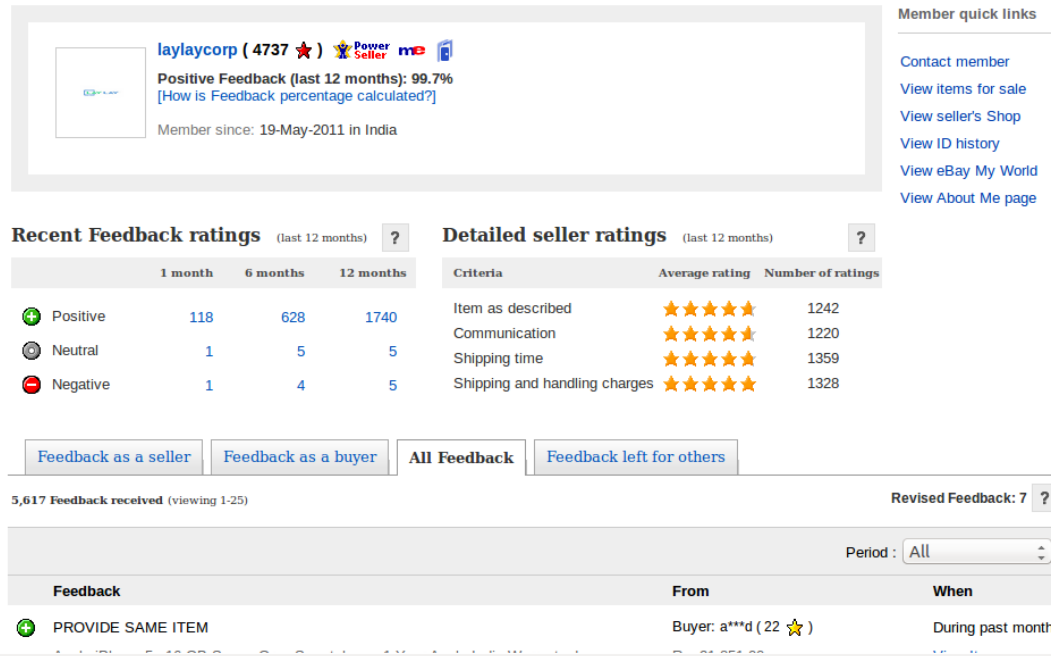 Member quick links
laylaycorp ( 4737 ) Power Seller me
Positive Feedback (last 12 months): 99.7%
[How is Feedback percentage calculated?]
Member since: 19-May-2011 in India
Contact member
View items for sale
View seller's Shop
View ID history
View eBay My World
View About Me page
Recent Feedback ratings (last 12 months) ?
1 month 6 months 12 months
Positive 118 628 1740
Neutral 1 5 5
Negative 1 4 5
Detailed seller ratings (last 12 months) ?
Criteria Average rating Number of ratings
Item as described 1242
Communication 1220
Shipping time 1359
Shipping and handling charges 1328
Feedback as a seller Feedback as a buyer All Feedback Feedback left for others
5,617 Feedback received (viewing 1-25)
Revised Feedback: 7 ?
Period : All
Feedback From When
PROVIDE SAME ITEM Buyer: a***d ( 22 ) During past month